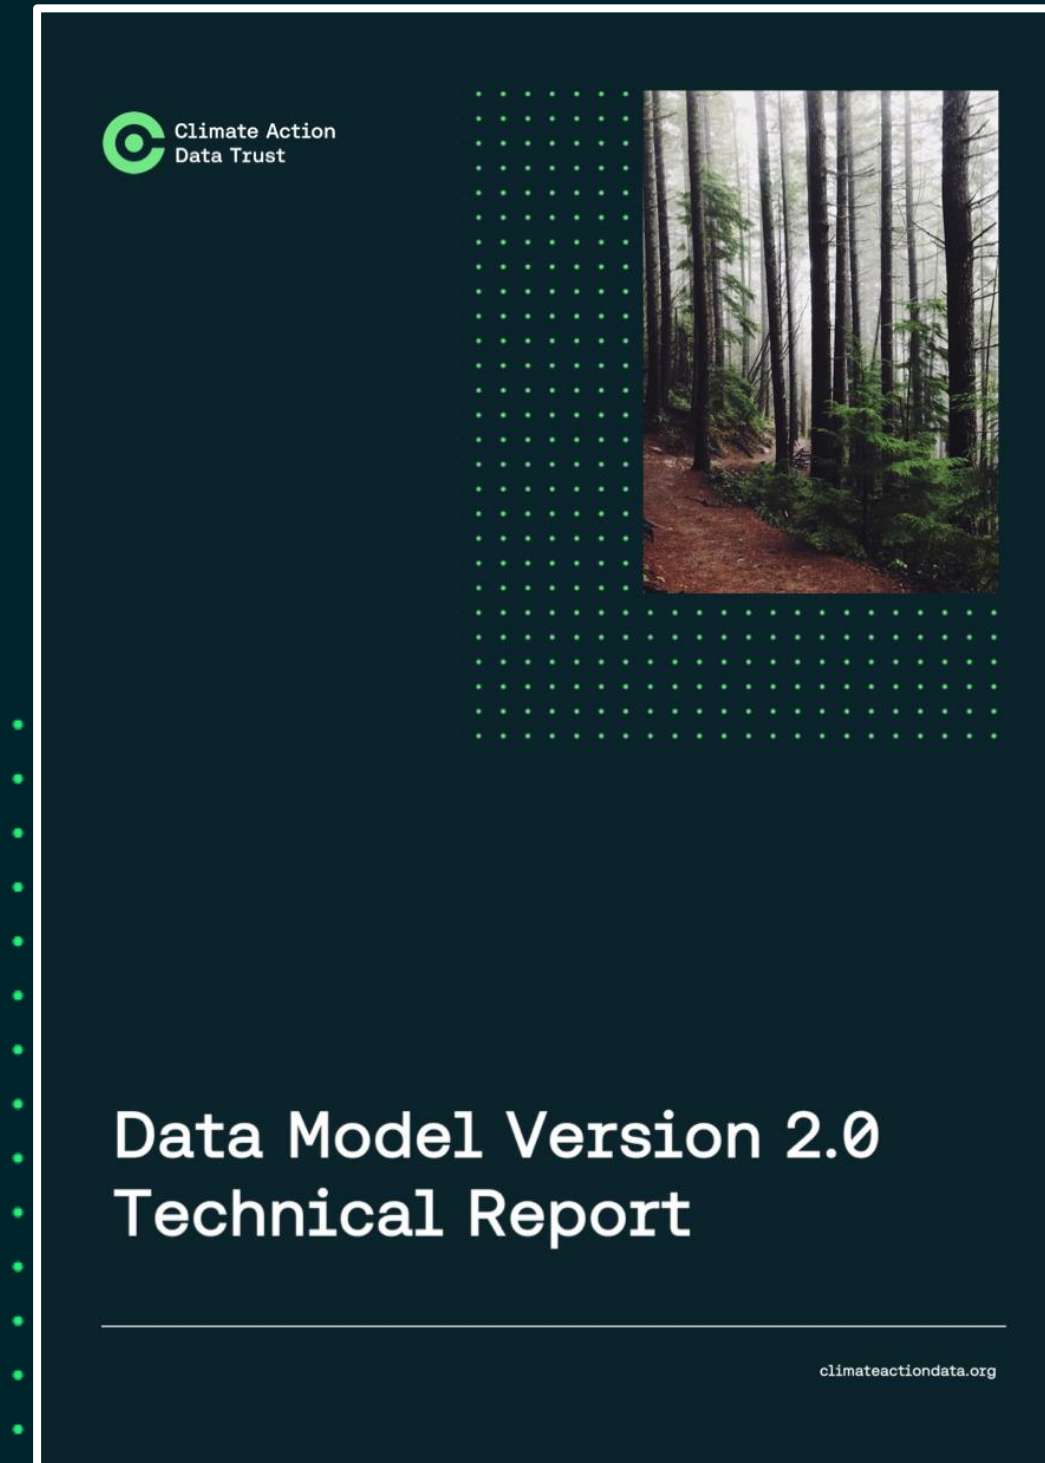 Climate Action
Data Trust
Data Model Version 2.0
Technical Report
climateactiondata.org